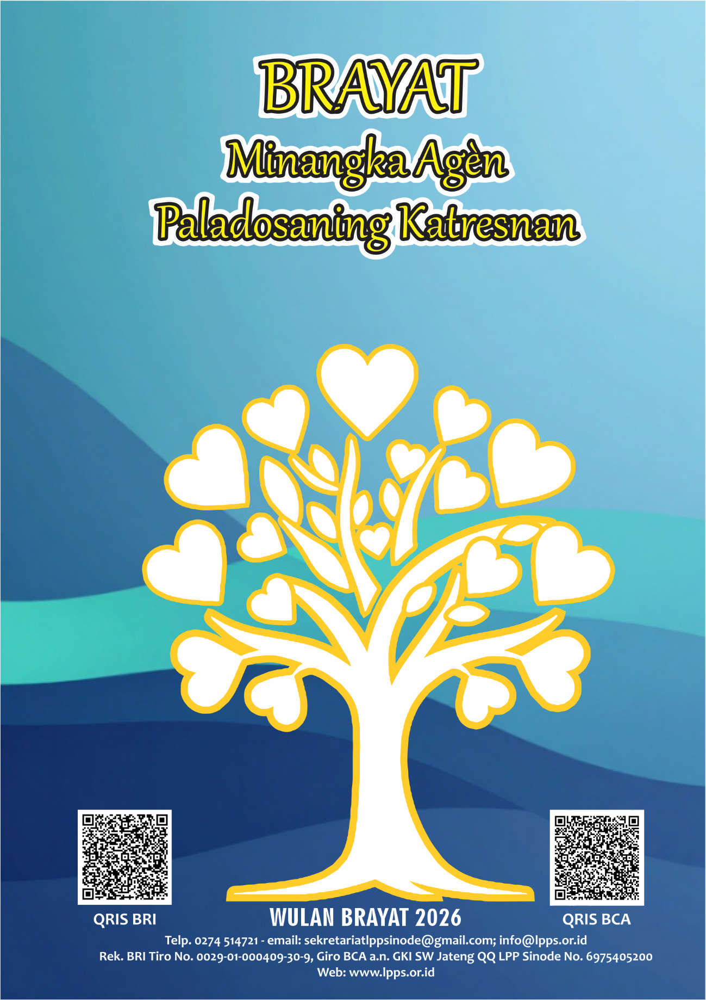 BRAYAT
Minangka Agèn
Paladosaning Katresnan
QRIS BRI
QRIS BCA
WULAN BRAYAT 2026
Telp. 0274 514721 - email: sekretariatlppsinode@gmail.com; info@lpps.or.id
Rek. BRI Tiro No. 0029-01-000409-30-9, Giro BCA a.n. GKI SW Jateng QQ LPP Sinode No. 6975405200
Web: www.lpps.or.id